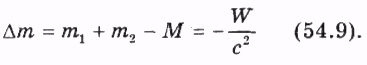 Δm = m₁ + m₂ – M = – W/c² (54.9).